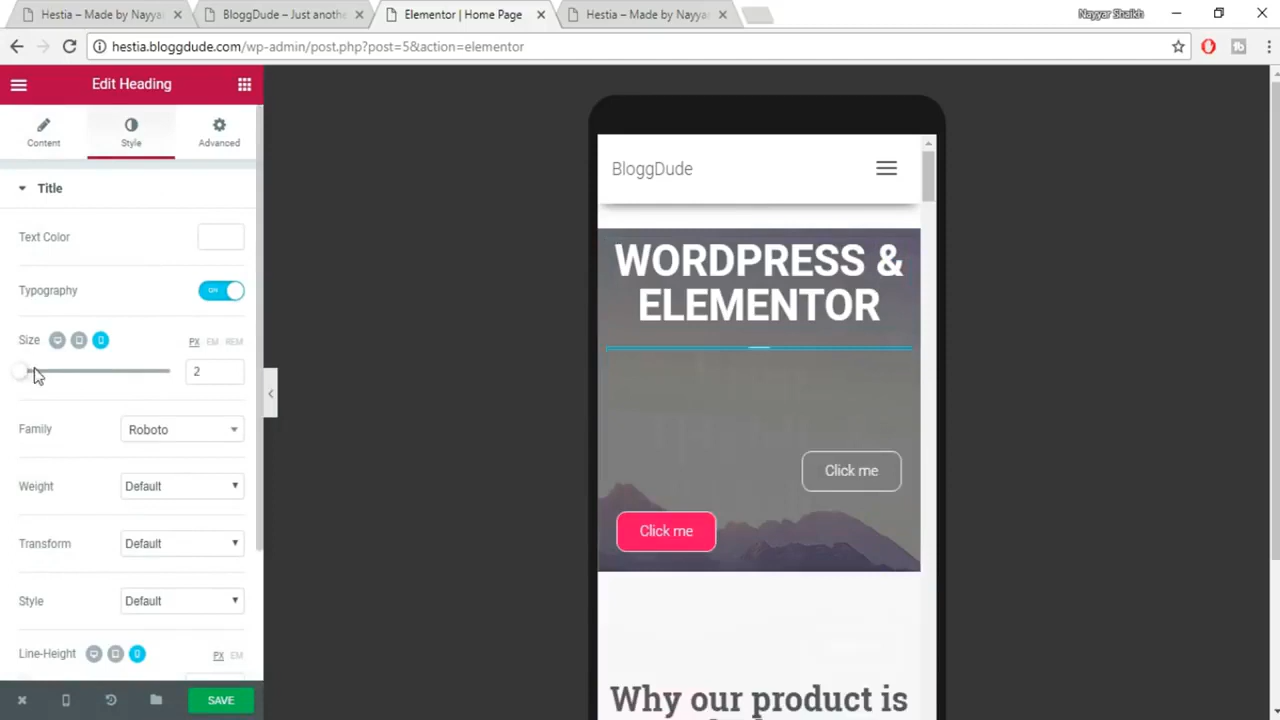 Hestia – Made by Nayya
BloggDude – Just anothe
Elementor | Home Page
Hestia – Made by Nayya
Nayyar Shaikh
hestia.bloggdude.com/wp-admin/post.php?post=5&action=elementor
Edit Heading
Content
Style
Advanced
Title
Text Color
Typography
ON
Size
PX EM REM
2
Family
Roboto
Weight
Default
Transform
Default
Style
Default
Line-Height
PX EM
SAVE
BloggDude
WORDPRESS &
ELEMENTOR
Click me
Click me
Why our product is